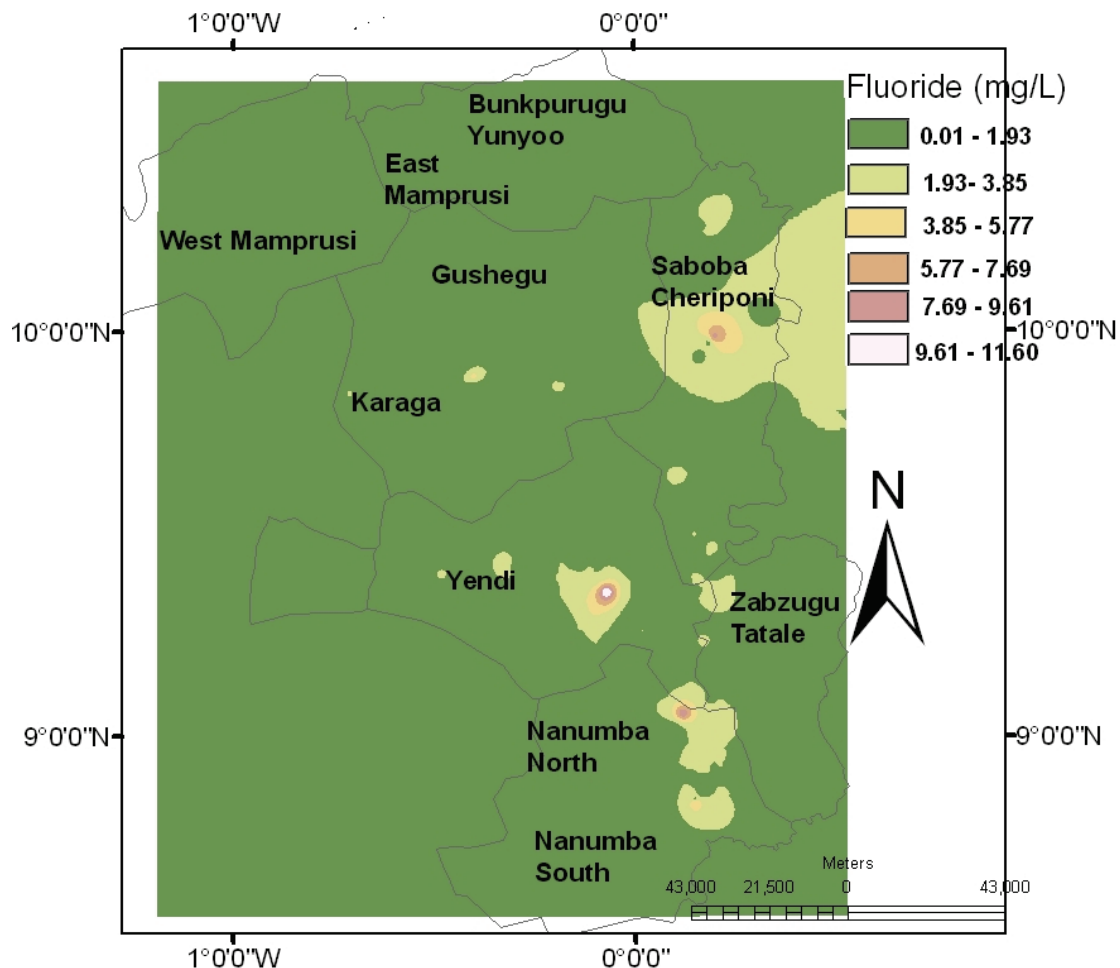 1°0'0"W 0°0'0"
Fluoride (mg/L)
0.01 - 1.93
1.93- 3.85
3.85 - 5.77
5.77 - 7.69
7.69 - 9.61
9.61 - 11.60
Bunkpurugu
Yunyoo
East
Mamprusi
West Mamprusi
Gushegu
Saboba
Cheriponi
10°0'0"N 10°0'0"N
Karaga
N
Yendi
Zabzugu
Tatale
9°0'0"N 9°0'0"N
Nanumba
North
Nanumba
South
Meters
43,000 21,500 0 43,000
1°0'0"W 0°0'0"